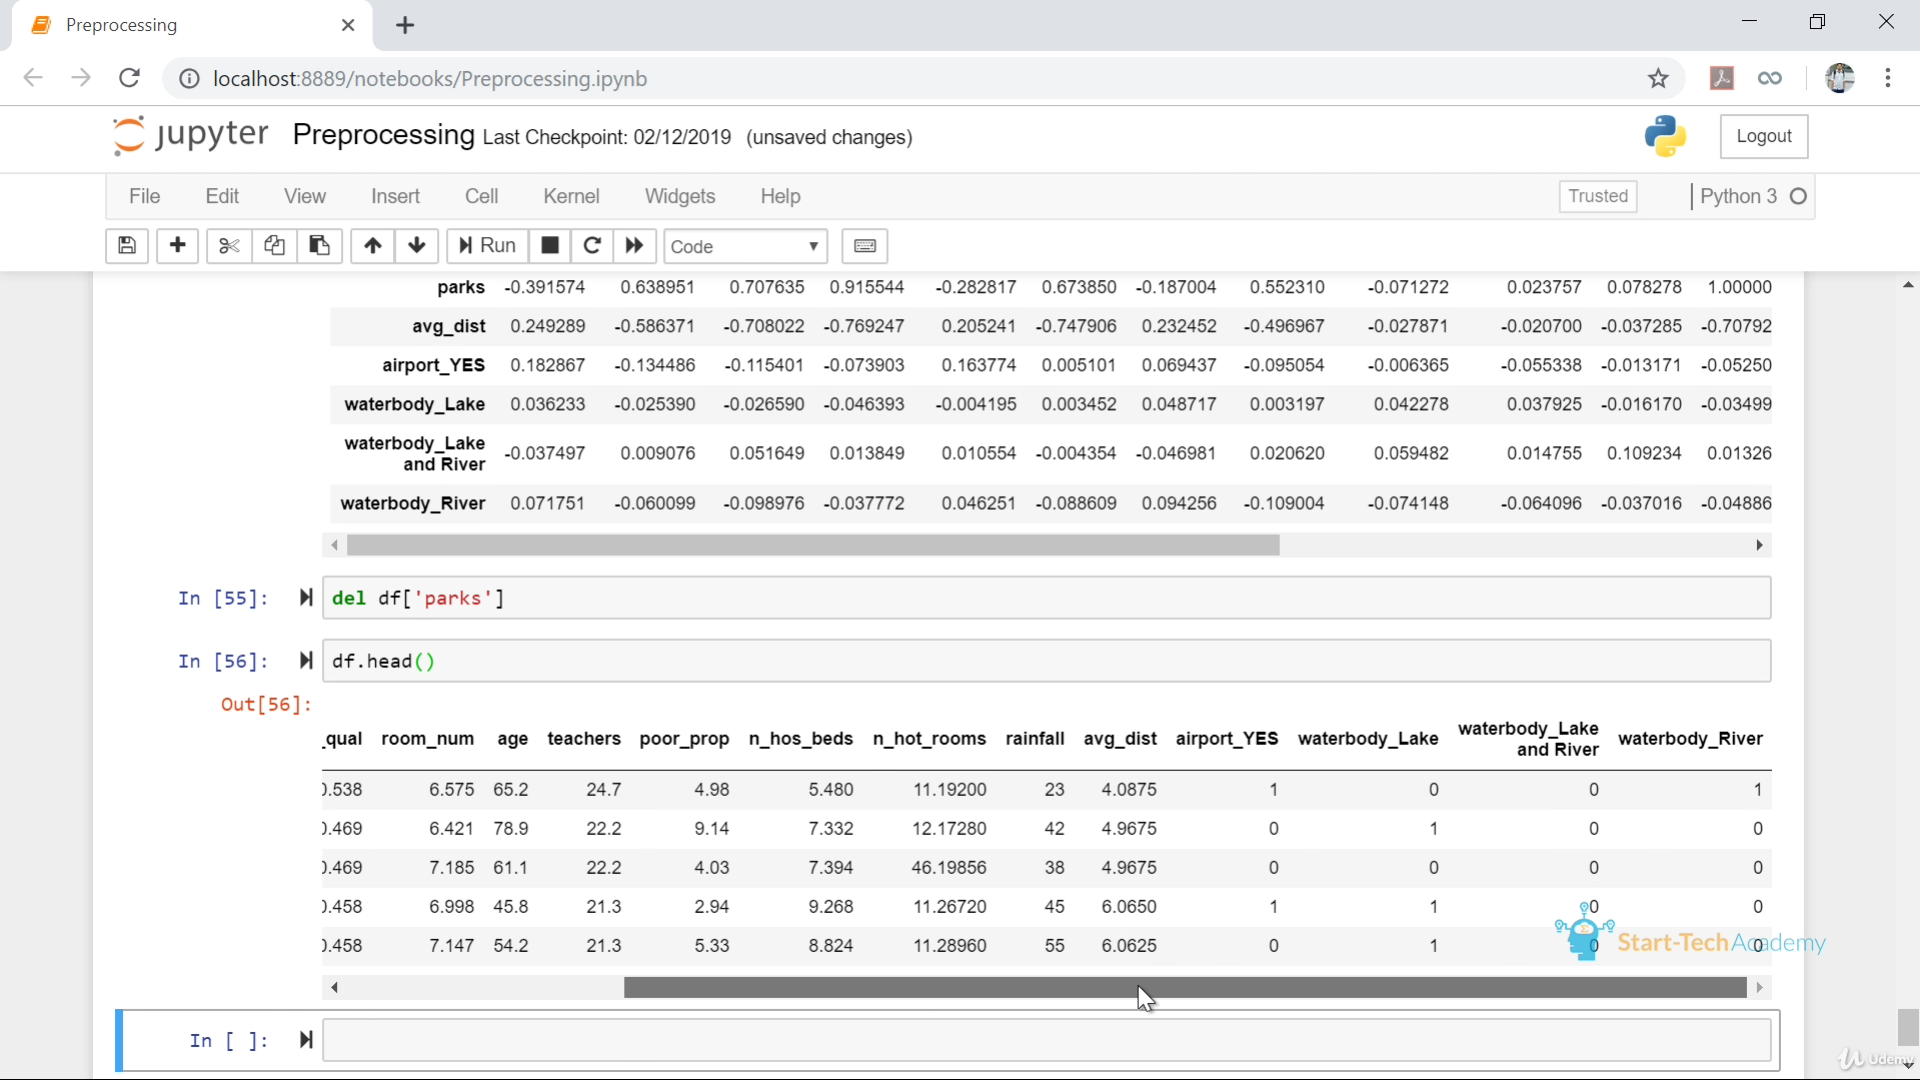 Preprocessing
localhost:8889/notebooks/Preprocessing.ipynb
jupyter Preprocessing Last Checkpoint: 02/12/2019 (unsaved changes) Logout
File Edit View Insert Cell Kernel Widgets Help Trusted Python 3
Run Code
parks -0.391574 0.638951 0.707635 0.915544 -0.282817 0.673850 -0.187004 0.552310 -0.071272 0.023757 0.078278 1.00000
avg_dist 0.249289 -0.586371 -0.708022 -0.769247 0.205241 -0.747906 0.232452 -0.496967 -0.027871 -0.020700 -0.037285 -0.70792
airport_YES 0.182867 -0.134486 -0.115401 -0.073903 0.163774 0.005101 0.069437 -0.095054 -0.006365 -0.055338 -0.013171 -0.05250
waterbody_Lake 0.036233 -0.025390 -0.026590 -0.046393 -0.004195 0.003452 0.048717 0.003197 0.042278 0.037925 -0.016170 -0.03499
waterbody_Lake
and River -0.037497 0.009076 0.051649 0.013849 0.010554 -0.004354 -0.046981 0.020620 0.059482 0.014755 0.109234 0.01326
waterbody_River 0.071751 -0.060099 -0.098976 -0.037772 0.046251 -0.088609 0.094256 -0.109004 -0.074148 -0.064096 -0.037016 -0.04886
In [55]: del df['parks']
In [56]: df.head()
Out[56]:
_qual room_num age teachers poor_prop n_hos_beds n_hot_rooms rainfall avg_dist airport_YES waterbody_Lake waterbody_Lake and River waterbody_River
0.538 6.575 65.2 24.7 4.98 5.480 11.19200 23 4.0875 1 0 0 1
0.469 6.421 78.9 22.2 9.14 7.332 12.17280 42 4.9675 0 1 0 0
0.469 7.185 61.1 22.2 4.03 7.394 46.19856 38 4.9675 0 0 0 0
0.458 6.998 45.8 21.3 2.94 9.268 11.26720 45 6.0650 1 1 0 0
0.458 7.147 54.2 21.3 5.33 8.824 11.28960 55 6.0625 0 1 0 0
Start-TechAcademy
In [ ]:
Udemy